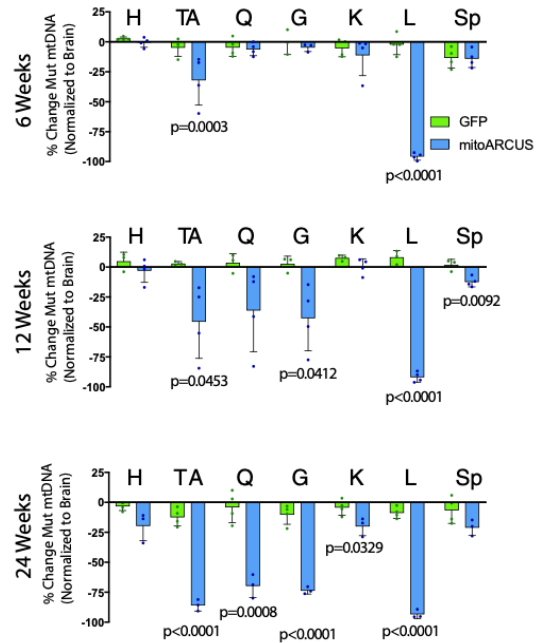 H TA Q G K L Sp
6 Weeks
% Change Mut mtDNA
(Normalized to Brain)
25
0
-25
-50
-75
-100
GFP
mitoARCUS
p=0.0003
p<0.0001
H TA Q G K L Sp
12 Weeks
% Change Mut mtDNA
(Normalized to Brain)
25
0
-25
-50
-75
-100
p=0.0092
p=0.0453
p=0.0412
p<0.0001
H TA Q G K L Sp
24 Weeks
% Change Mut mtDNA
(Normalized to Brain)
25
0
-25
-50
-75
-100
p=0.0329
p=0.0008
p<0.0001
p<0.0001
p<0.0001